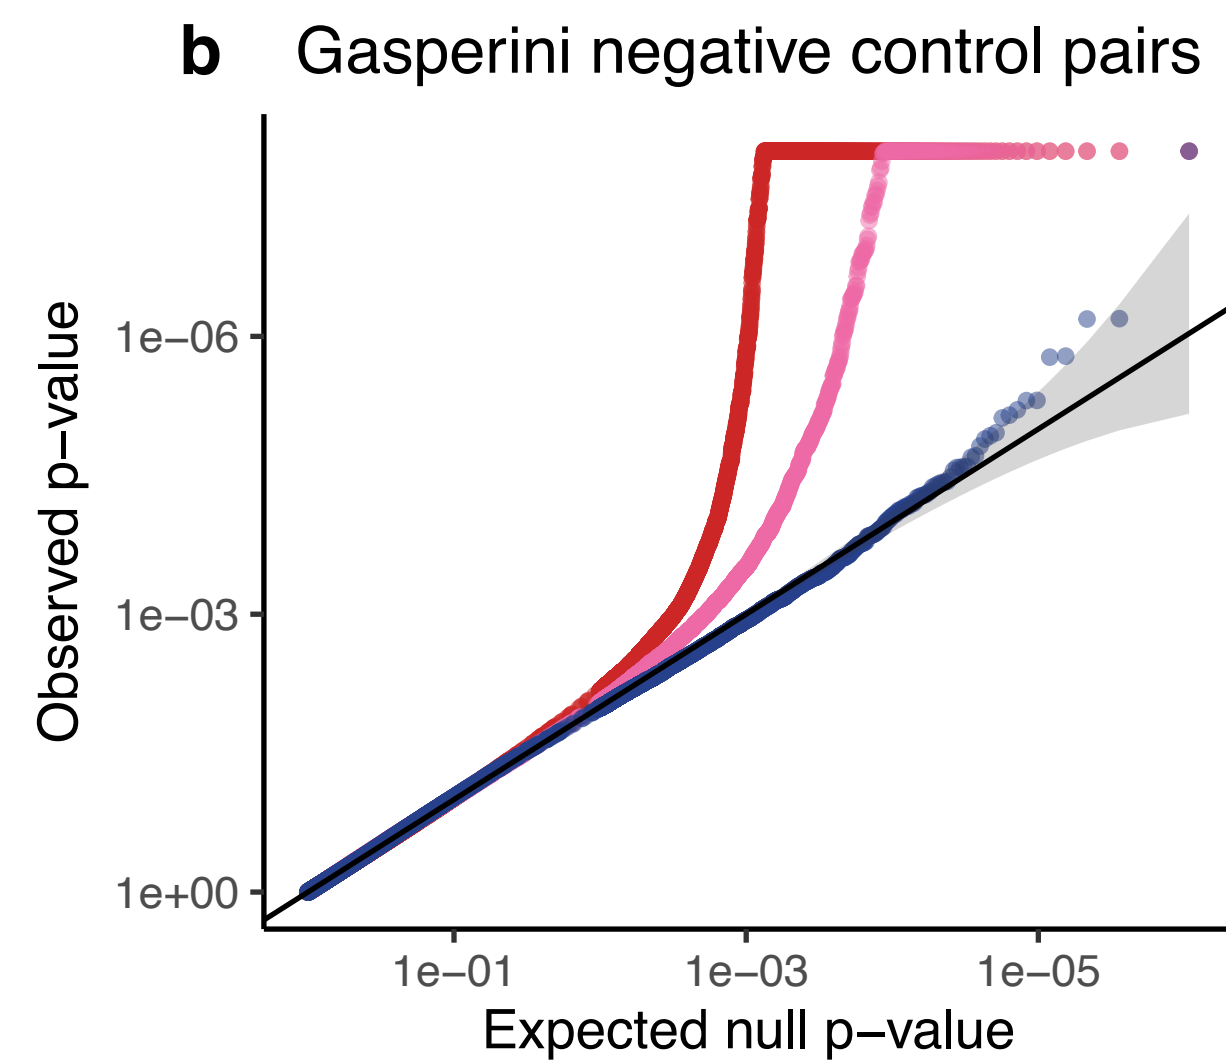 b Gasperini negative control pairs
Observed p−value
1e−06
1e−03
1e+00
1e−01 1e−03 1e−05
Expected null p−value